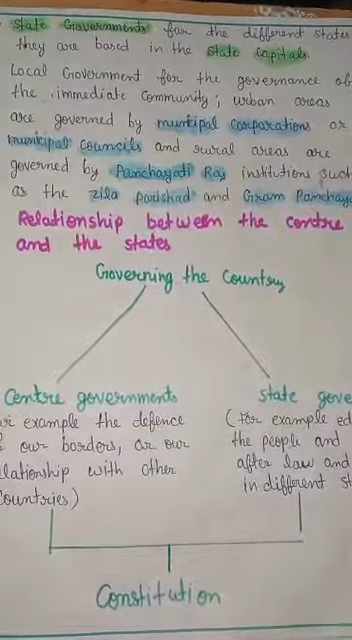 State Governments for the different states
they are based in the state capitals.
Local Government for the governance of
the immediate community; urban areas
are governed by municipal corporations or
municipal councils and rural areas are
governed by Panchayati Raj institutions such
as the zila parishad and Gram Panchaya
Relationship between the centre
and the states
Governing the Country
Centre governments
state gove
example the defence
(for example ed
our borders, or our
the people and
lationship with other
after law and
countries)
in different st
Constitution